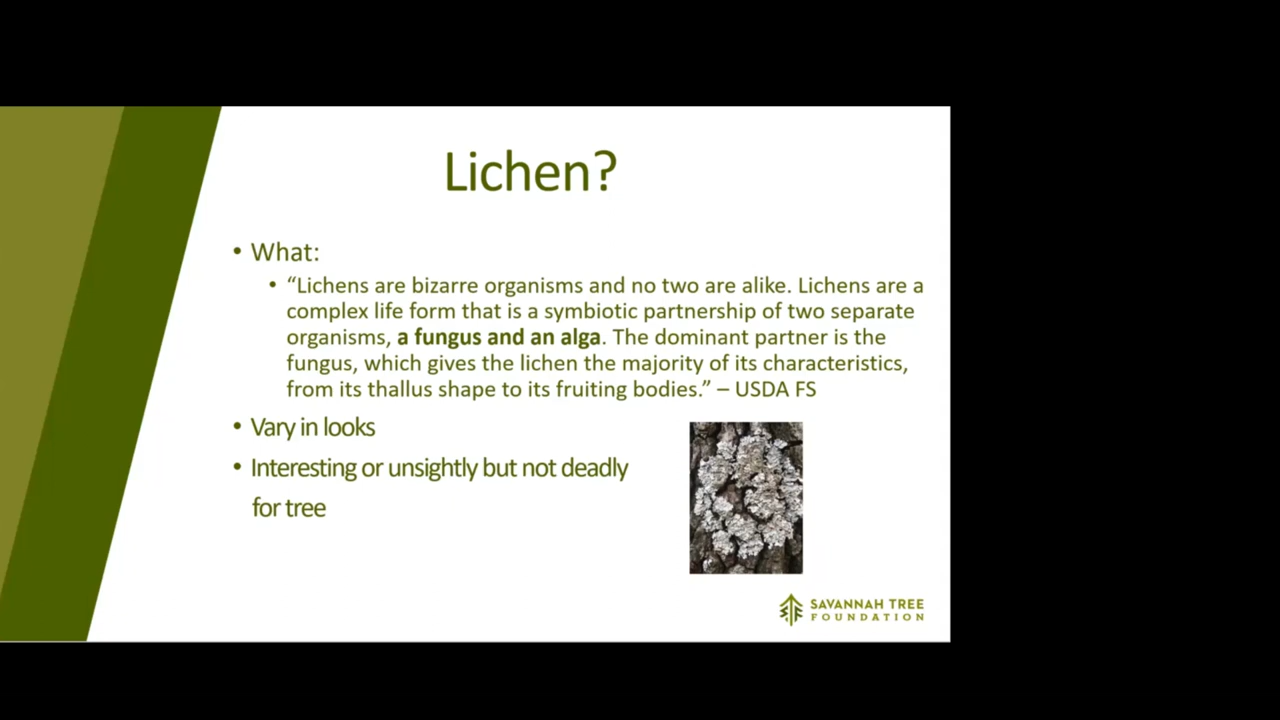 Lichen?
• What:
• “Lichens are bizarre organisms and no two are alike. Lichens are a
complex life form that is a symbiotic partnership of two separate
organisms, a fungus and an alga. The dominant partner is the
fungus, which gives the lichen the majority of its characteristics,
from its thallus shape to its fruiting bodies.” – USDA FS
• Vary in looks
• Interesting or unsightly but not deadly
for tree
SAVANNAH TREE
FOUNDATION